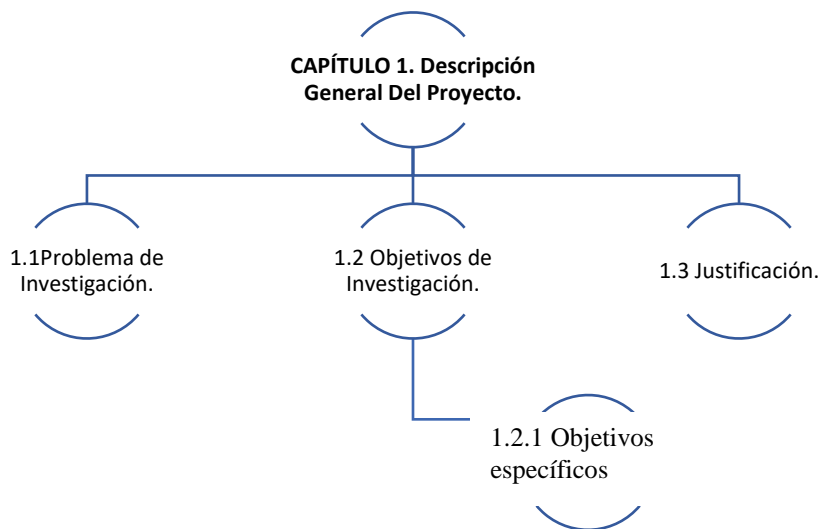 CAPÍTULO 1. Descripción
General Del Proyecto.
1.1Problema de
Investigación.
1.2 Objetivos de
Investigación.
1.3 Justificación.
1.2.1 Objetivos
específicos